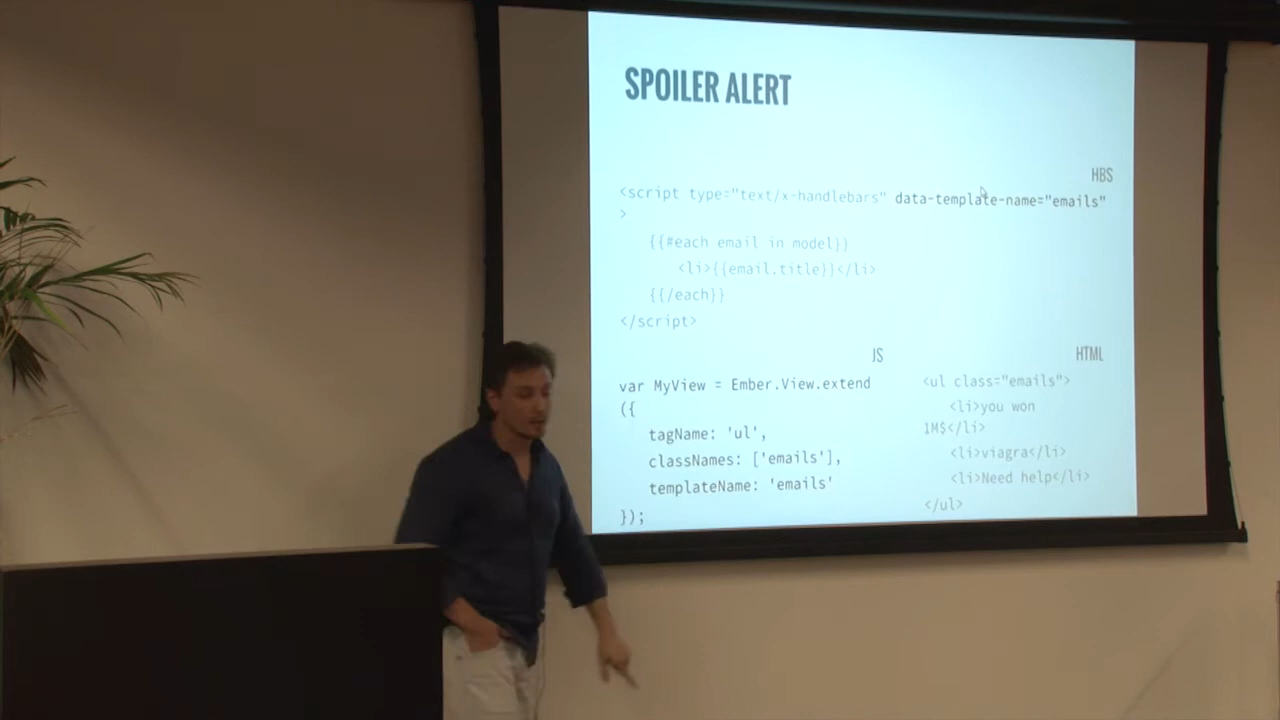 SPOILER ALERT
HBS
<script type="text/x-handlebars" data-template-name="emails"
>
{{#each email in model}}
<li>{{email.title}}</li>
{{/each}}
</script>
JS
var MyView = Ember.View.extend
({
tagName: 'ul',
classNames: ['emails'],
templateName: 'emails'
});
HTML
<ul class="emails">
<li>you won
1M$</li>
<li>viagra</li>
<li>Need help</li>
</ul>